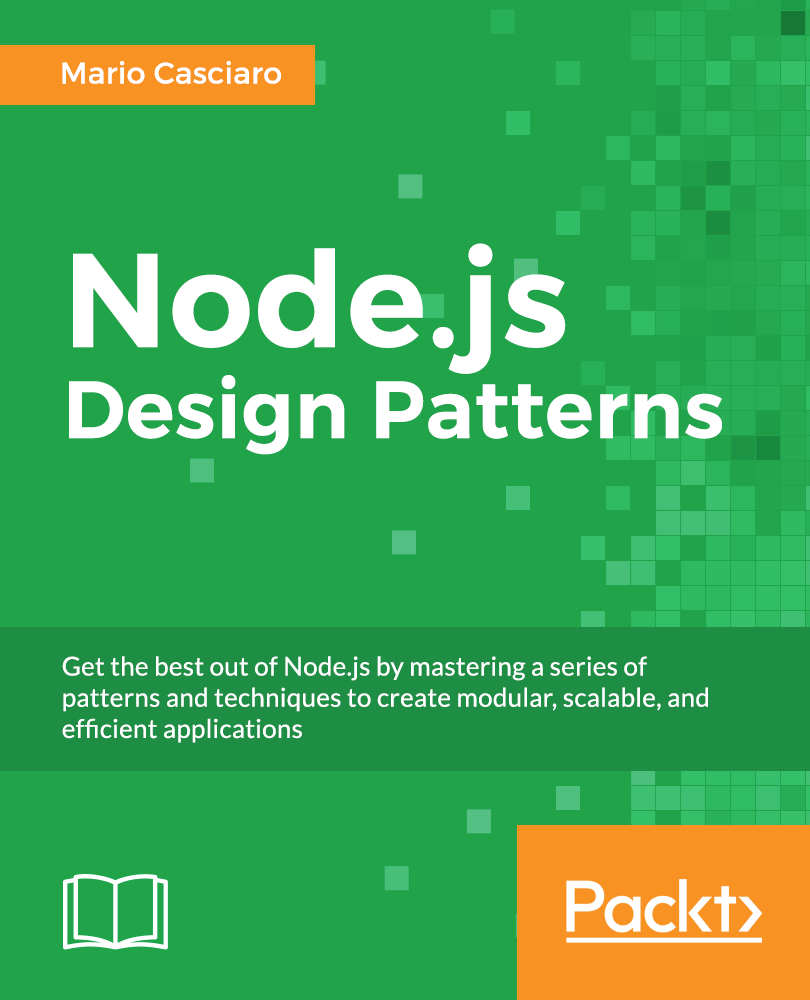 Mario Casciaro
Node.js
Design Patterns
Get the best out of Node.js by mastering a series of
patterns and techniques to create modular, scalable, and
efficient applications
Packt>